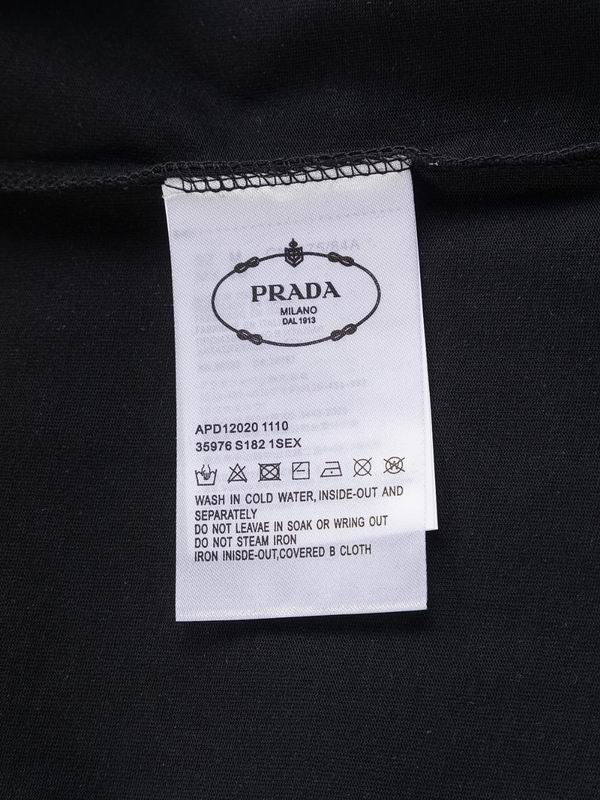 PRADA
MILANO
DAL 1913
APD12020 1110
35976 S182 1SEX
WASH IN COLD WATER,INSIDE-OUT AND
SEPARATELY
DO NOT LEAVAE IN SOAK OR WRING OUT
DO NOT STEAM IRON
IRON INISDE-OUT,COVERED B CLOTH